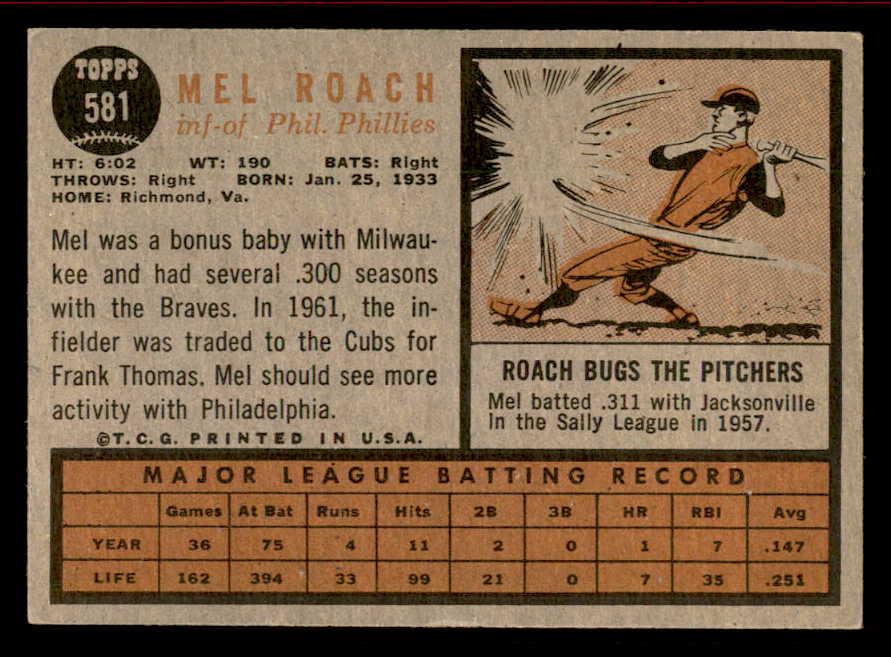 TOPPS
581
MEL ROACH
inf-of Phil. Phillies
HT: 6:02 WT: 190 BATS: Right
THROWS: Right BORN: Jan. 25, 1933
HOME: Richmond, Va.
Mel was a bonus baby with Milwau-
kee and had several .300 seasons
with the Braves. In 1961, the in-
fielder was traded to the Cubs for
Frank Thomas. Mel should see more
activity with Philadelphia.
©T.C.G. PRINTED IN U.S.A.
ROACH BUGS THE PITCHERS
Mel batted .311 with Jacksonville
in the Sally League in 1957.
MAJOR LEAGUE BATTING RECORD
Games At Bat Runs Hits 2B 3B HR RBI Avg
YEAR 36 75 4 11 2 0 1 7 .147
LIFE 162 394 33 99 21 0 7 35 .251